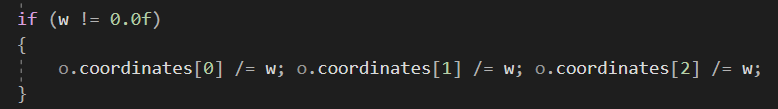 if (w != 0.0f)
{
o.coordinates[0] /= w; o.coordinates[1] /= w; o.coordinates[2] /= w;
}